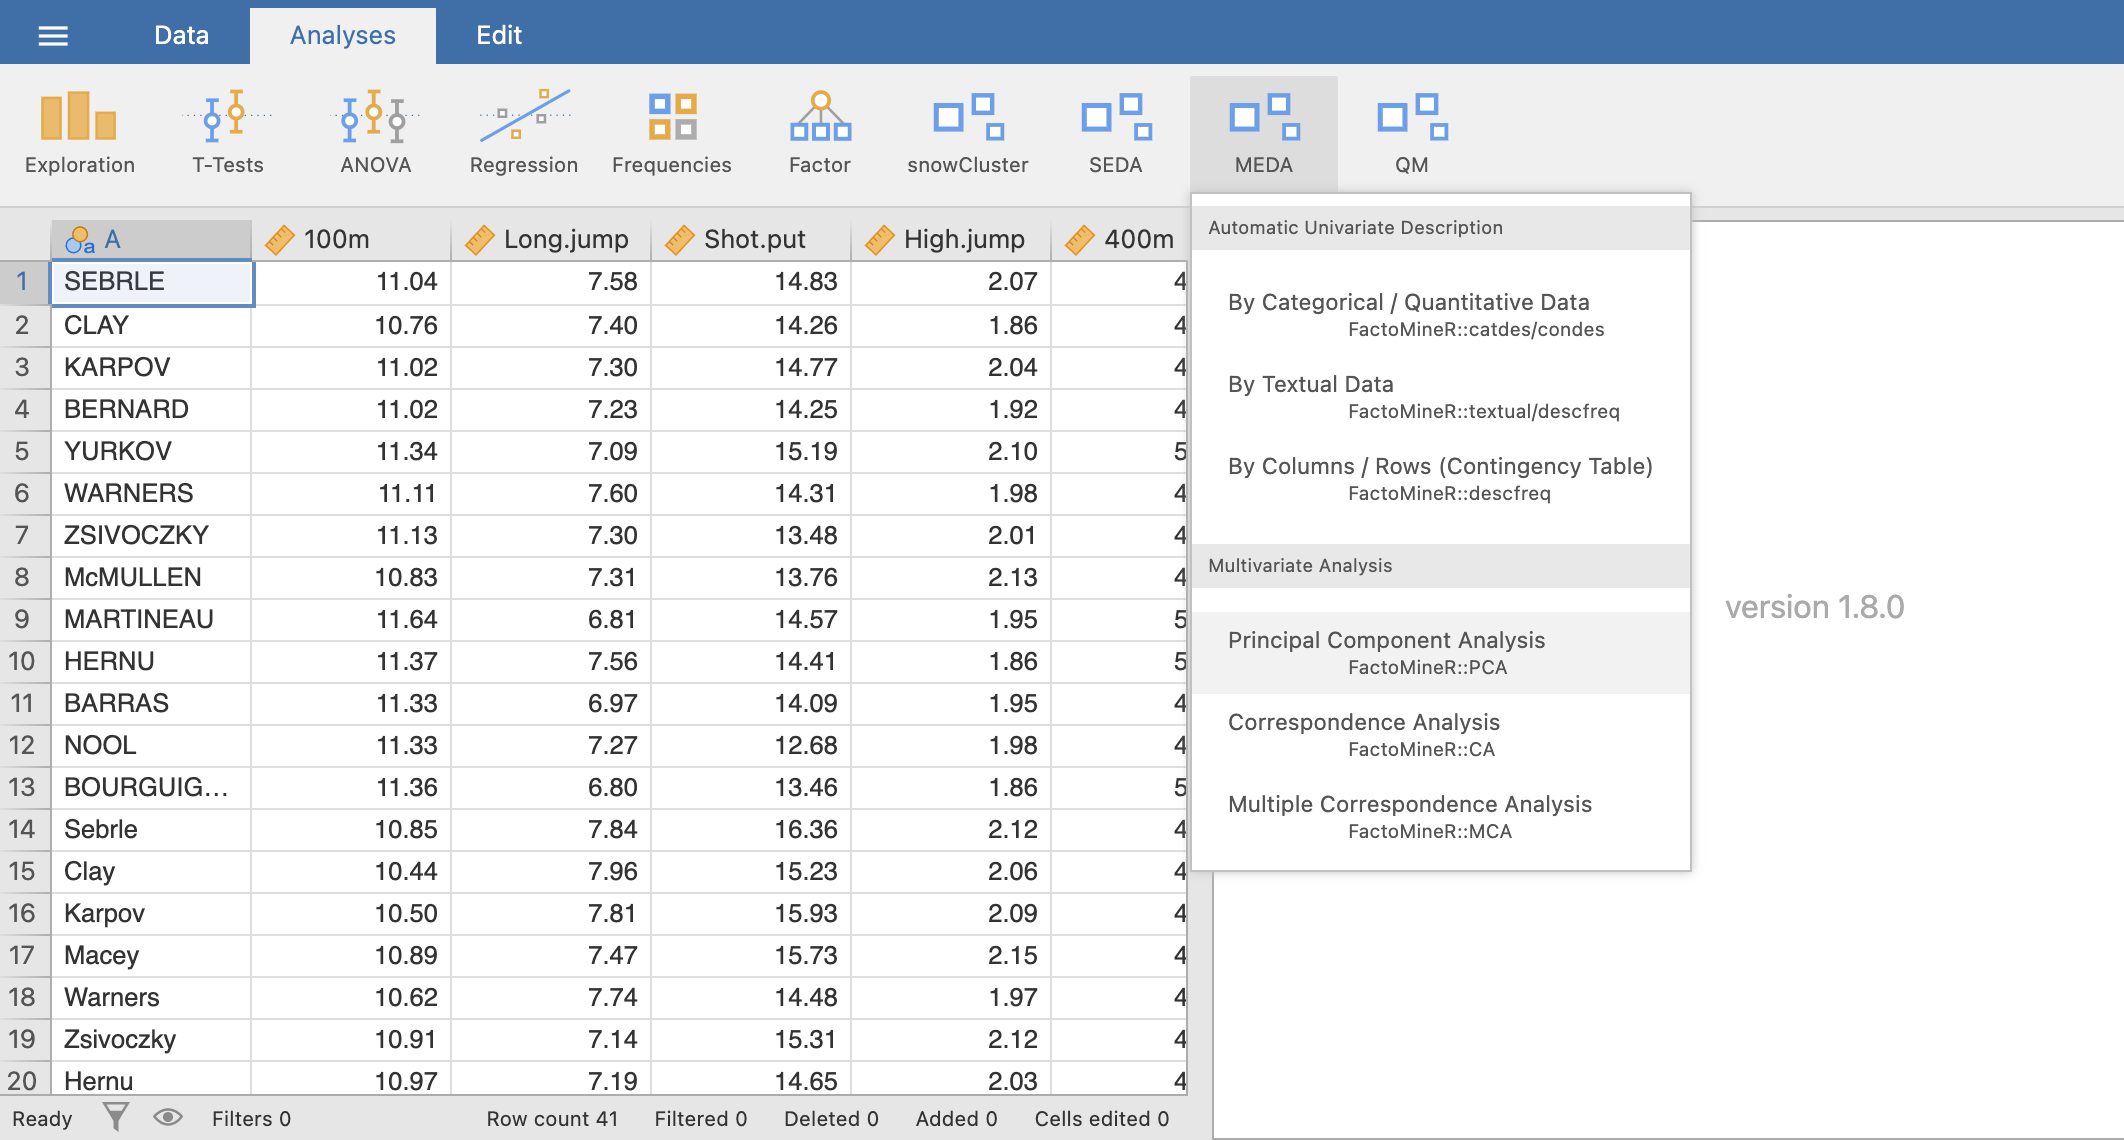 Data Analyses Edit
Exploration T-Tests ANOVA Regression Frequencies Factor snowCluster SEDA MEDA QM
a A 100m Long.jump Shot.put High.jump 400m
1 SEBRLE 11.04 7.58 14.83 2.07 4
2 CLAY 10.76 7.40 14.26 1.86 4
3 KARPOV 11.02 7.30 14.77 2.04 4
4 BERNARD 11.02 7.23 14.25 1.92 4
5 YURKOV 11.34 7.09 15.19 2.10 5
6 WARNERS 11.11 7.60 14.31 1.98 4
7 ZSIVOCZKY 11.13 7.30 13.48 2.01 4
8 McMULLEN 10.83 7.31 13.76 2.13 4
9 MARTINEAU 11.64 6.81 14.57 1.95 5
10 HERNU 11.37 7.56 14.41 1.86 5
11 BARRAS 11.33 6.97 14.09 1.95 4
12 NOOL 11.33 7.27 12.68 1.98 4
13 BOURGUIG... 11.36 6.80 13.46 1.86 5
14 Sebrle 10.85 7.84 16.36 2.12 4
15 Clay 10.44 7.96 15.23 2.06 4
16 Karpov 10.50 7.81 15.93 2.09 4
17 Macey 10.89 7.47 15.73 2.15 4
18 Warners 10.62 7.74 14.48 1.97 4
19 Zsivoczky 10.91 7.14 15.31 2.12 4
20 Hernu 10.97 7.19 14.65 2.03 4
Automatic Univariate Description
By Categorical / Quantitative Data
FactoMineR::catdes/condes
By Textual Data
FactoMineR::textual/descfreq
By Columns / Rows (Contingency Table)
FactoMineR::descfreq
Multivariate Analysis
Principal Component Analysis
FactoMineR::PCA
Correspondence Analysis
FactoMineR::CA
Multiple Correspondence Analysis
FactoMineR::MCA
version 1.8.0
Ready Filters 0 Row count 41 Filtered 0 Deleted 0 Added 0 Cells edited 0